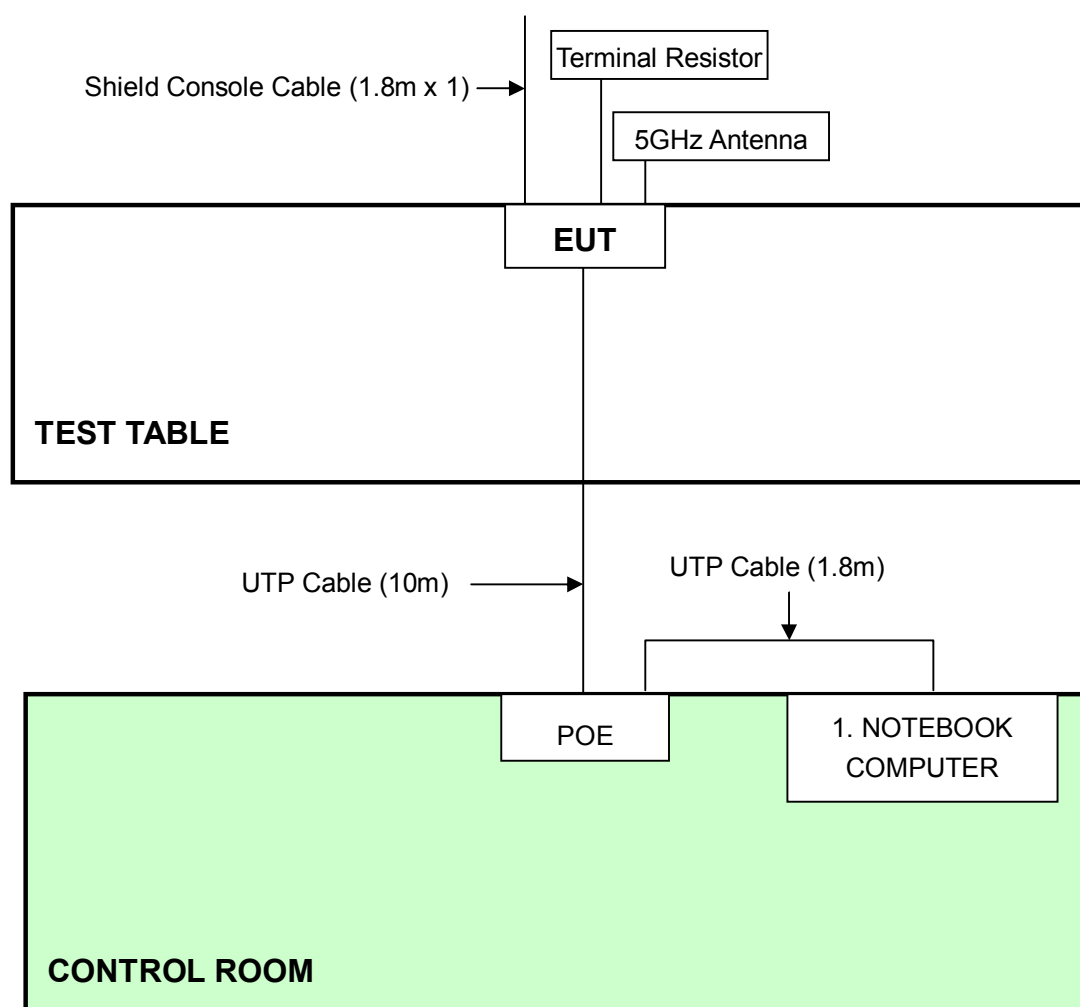 Terminal Resistor
Shield Console Cable (1.8m x 1)
5GHz Antenna
EUT
TEST TABLE
UTP Cable (10m)
UTP Cable (1.8m)
POE
1. NOTEBOOK
COMPUTER
CONTROL ROOM